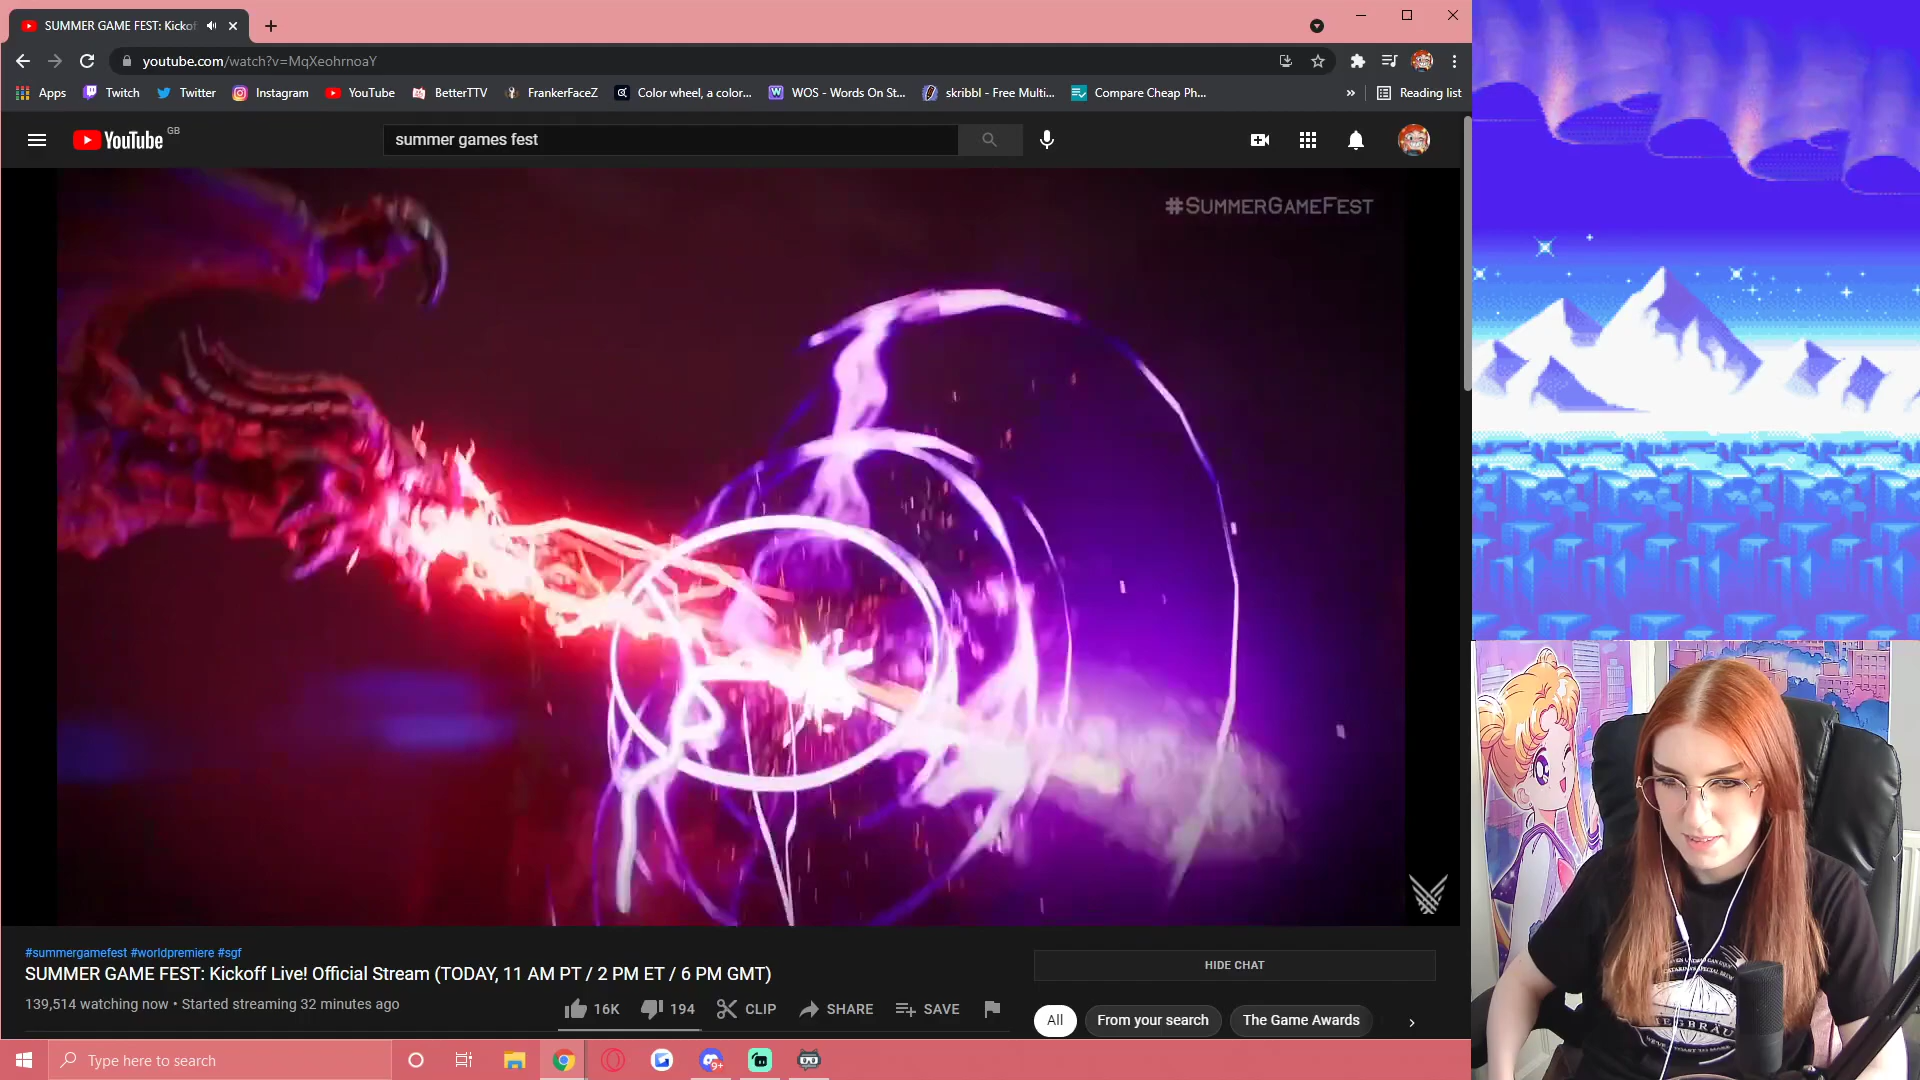 SUMMER GAME FEST: Kickof
youtube.com/watch?v=MqXeohrnoaY
Apps Twitch Twitter Instagram YouTube BetterTTV FrankerFaceZ Color wheel, a color... WOS - Words On St... skribbl - Free Multi... Compare Cheap Ph... » Reading list
YouTube GB
summer games fest
#SUMMERGAMEFEST
#summergamefest #worldpremiere #sgf
SUMMER GAME FEST: Kickoff Live! Official Stream (TODAY, 11 AM PT / 2 PM ET / 6 PM GMT)
139,514 watching now • Started streaming 32 minutes ago
16K 194 CLIP SHARE SAVE
HIDE CHAT
All From your search The Game Awards
Type here to search
9+